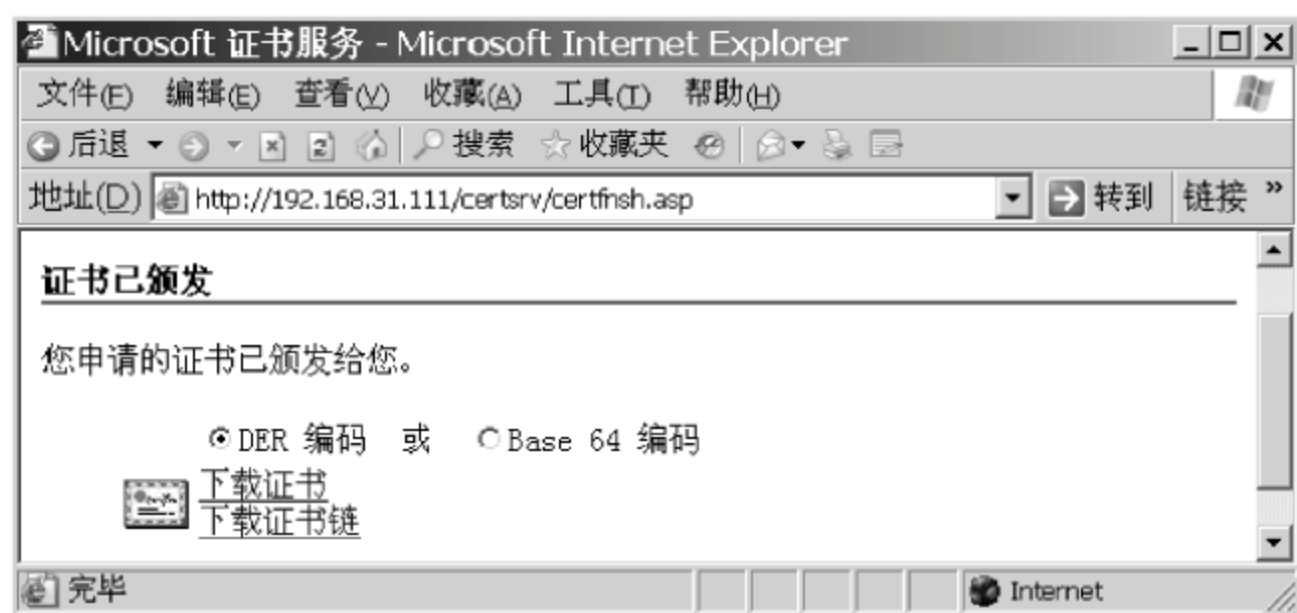 Microsoft 证书服务 - Microsoft Internet Explorer
文件(F) 编辑(E) 查看(V) 收藏(A) 工具(T) 帮助(H)
后退 搜索 收藏夹
地址(D) http://192.168.31.111/certsrv/certfnsh.asp 转到 链接 »
证书已颁发
您申请的证书已颁发给您。
DER 编码 或 Base 64 编码
下载证书
下载证书链
完毕 Internet